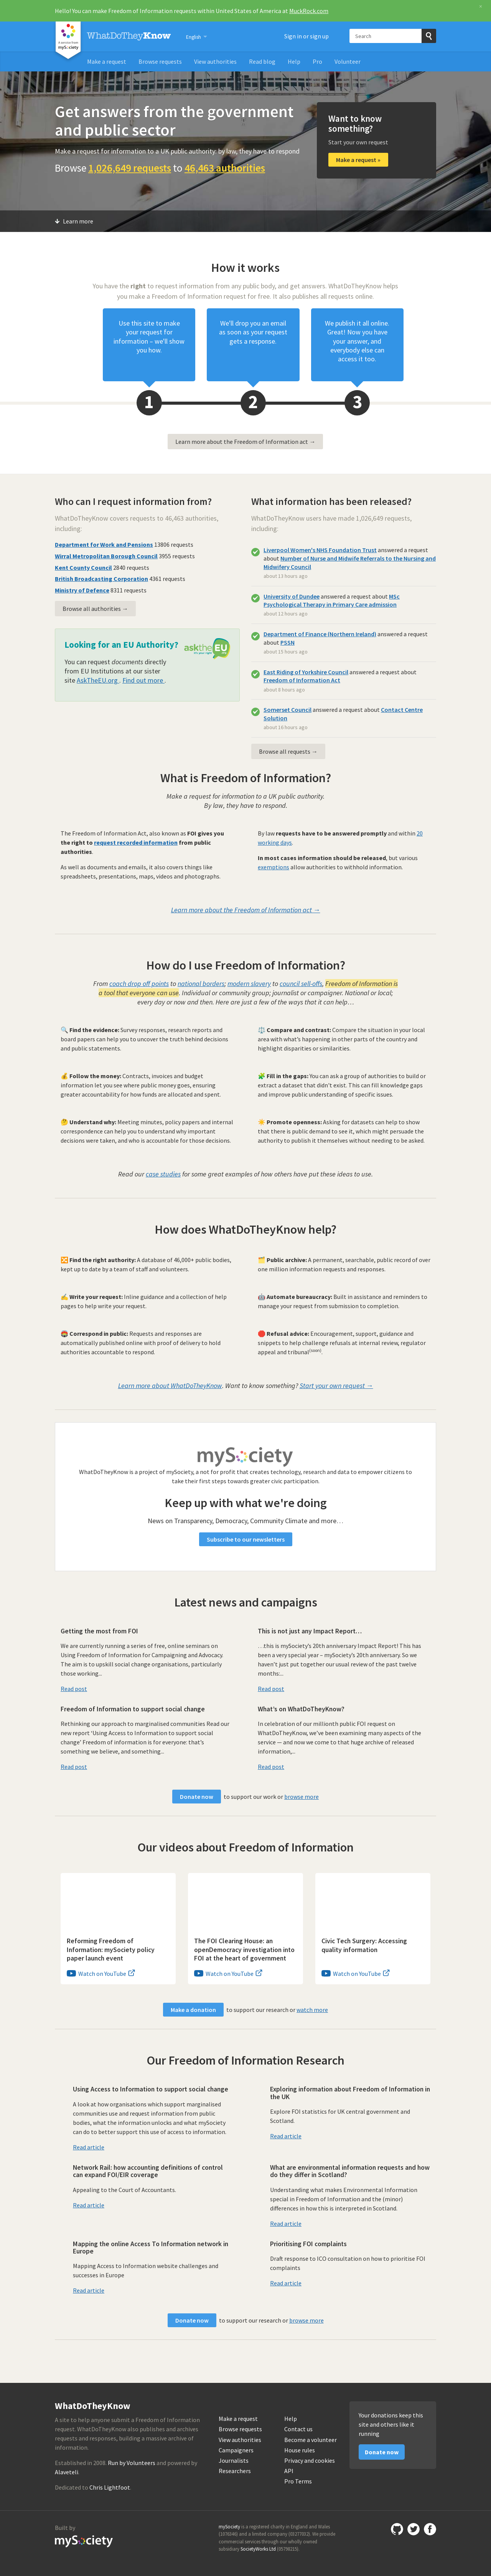 Hello! You can make Freedom of Information requests within United States of America at MuckRock.com
×
mySociety
WhatDoTheyKnow
English
Sign in or sign up
Search
Make a request
Browse requests
View authorities
Read blog
Help
Pro
Volunteer
Get answers from the government
and public sector
Make a request for information to a UK public authority: by law, they have to respond
Browse 1,026,649 requests to 46,463 authorities
Want to know
something?
Start your own request
Make a request »
Learn more
How it works
You have the right to request information from any public body, and get answers. WhatDoTheyKnow helps
you make a Freedom of Information request for free. It also publishes all requests online.
Use this site to make
your request for
information – we'll show
you how.
We'll drop you an email
as soon as your request
gets a response.
We publish it all online.
Great! Now you have
your answer, and
everybody else can
access it too.
1
2
3
Learn more about the Freedom of Information act →
Who can I request information from?
WhatDoTheyKnow covers requests to 46,463 authorities,
including:
Department for Work and Pensions 13806 requests
Wirral Metropolitan Borough Council 3955 requests
Kent County Council 2840 requests
British Broadcasting Corporation 4361 requests
Ministry of Defence 8311 requests
Browse all authorities →
Looking for an EU Authority?
asktheEU
You can request documents directly
from EU Institutions at our sister
site AskTheEU.org. Find out more.
What information has been released?
WhatDoTheyKnow users have made 1,026,649 requests,
including:
Liverpool Women's NHS Foundation Trust answered a request
about Number of Nurse and Midwife Referrals to the Nursing and
Midwifery Council
about 13 hours ago
University of Dundee answered a request about MSc
Psychological Therapy in Primary Care admission
about 12 hours ago
Department of Finance (Northern Ireland) answered a request
about PSSN
about 15 hours ago
East Riding of Yorkshire Council answered a request about
Freedom of Information Act
about 8 hours ago
Somerset Council answered a request about Contact Centre
Solution
about 16 hours ago
Browse all requests →
What is Freedom of Information?
Make a request for information to a UK public authority.
By law, they have to respond.
The Freedom of Information Act, also known as FOI gives you
the right to request recorded information from public
authorities.
As well as documents and emails, it also covers things like
spreadsheets, presentations, maps, videos and photographs.
By law requests have to be answered promptly and within 20
working days.
In most cases information should be released, but various
exemptions allow authorities to withhold information.
Learn more about the Freedom of Information act →
How do I use Freedom of Information?
From coach drop off points to national borders; modern slavery to council sell-offs, Freedom of Information is
a tool that everyone can use. Individual or community group; journalist or campaigner. National or local;
every day or now and then. Here are just a few of the ways that it can help…
🔍 Find the evidence: Survey responses, research reports and
board papers can help you to uncover the truth behind decisions
and public statements.
⚖️ Compare and contrast: Compare the situation in your local
area with what's happening in other parts of the country and
highlight disparities or similarities.
💰 Follow the money: Contracts, invoices and budget
information let you see where public money goes, ensuring
greater accountability for how funds are allocated and spent.
🧩 Fill in the gaps: You can ask a group of authorities to build or
extract a dataset that didn't exist. This can fill knowledge gaps
and improve public understanding of specific issues.
🤔 Understand why: Meeting minutes, policy papers and internal
correspondence can help you to understand why important
decisions were taken, and who is accountable for those decisions.
☀️ Promote openness: Asking for datasets can help to show
that there is public demand to see it, which might persuade the
authority to publish it themselves without needing to be asked.
Read our case studies for some great examples of how others have put these ideas to use.
How does WhatDoTheyKnow help?
🔀 Find the right authority: A database of 46,000+ public bodies,
kept up to date by a team of staff and volunteers.
🗂️ Public archive: A permanent, searchable, public record of over
one million information requests and responses.
✍️ Write your request: Inline guidance and a collection of help
pages to help write your request.
🤖 Automate bureaucracy: Built in assistance and reminders to
manage your request from submission to completion.
📮 Correspond in public: Requests and responses are
automatically published online with proof of delivery to hold
authorities accountable to respond.
🛑 Refusal advice: Encouragement, support, guidance and
snippets to help challenge refusals at internal review, regulator
appeal and tribunal(soon).
Learn more about WhatDoTheyKnow. Want to know something? Start your own request →
mySociety
WhatDoTheyKnow is a project of mySociety, a not for profit that creates technology, research and data to empower citizens to
take their first steps towards greater civic participation.
Keep up with what we're doing
News on Transparency, Democracy, Community Climate and more…
Subscribe to our newsletters
Latest news and campaigns
Getting the most from FOI
We are currently running a series of free, online seminars on
Using Freedom of Information for Campaigning and Advocacy.
The aim is to upskill social change organisations, particularly
those working...
Read post
This is not just any Impact Report…
…this is mySociety's 20th anniversary Impact Report! This has
been a very special year – mySociety's 20th anniversary. So we
haven't just put together our usual review of the past twelve
months:...
Read post
Freedom of Information to support social change
Rethinking our approach to marginalised communities Read our
new report 'Using Access to Information to support social
change' Freedom of information is for everyone: that's
something we believe, and something...
Read post
What's on WhatDoTheyKnow?
In celebration of our millionth public FOI request on
WhatDoTheyKnow, we've been examining many aspects of the
service — and now we come to that huge archive of released
information,...
Read post
Donate now to support our work or browse more
Our videos about Freedom of Information
Reforming Freedom of
Information: mySociety policy
paper launch event
Watch on YouTube
The FOI Clearing House: an
openDemocracy investigation into
FOI at the heart of government
Watch on YouTube
Civic Tech Surgery: Accessing
quality information
Watch on YouTube
Make a donation to support our research or watch more
Our Freedom of Information Research
Using Access to Information to support social change
A look at how organisations which support marginalised
communities use and request information from public
bodies, what the information unlocks and what mySociety
can do to better support this use of access to information.
Read article
Exploring information about Freedom of Information in
the UK
Explore FOI statistics for UK central government and
Scotland.
Read article
Network Rail: how accounting definitions of control
can expand FOI/EIR coverage
Appealing to the Court of Accountants.
Read article
What are environmental information requests and how
do they differ in Scotland?
Understanding what makes Environmental Information
special in Freedom of Information and the (minor)
differences in how this is interpreted in Scotland.
Read article
Mapping the online Access To Information network in
Europe
Mapping Access to Information website challenges and
successes in Europe
Read article
Prioritising FOI complaints
Draft response to ICO consultation on how to prioritise FOI
complaints
Read article
Donate now to support our research or browse more
WhatDoTheyKnow
A site to help anyone submit a Freedom of Information
request. WhatDoTheyKnow also publishes and archives
requests and responses, building a massive archive of
information.
Established in 2008. Run by Volunteers and powered by
Alaveteli.
Dedicated to Chris Lightfoot.
Make a request
Browse requests
View authorities
Campaigners
Journalists
Researchers
Help
Contact us
Become a volunteer
House rules
Privacy and cookies
API
Pro Terms
Your donations keep this
site and others like it
running
Donate now
Built by
mySociety
mySociety is a registered charity in England and Wales
(1076346) and a limited company (03277032). We provide
commercial services through our wholly owned
subsidiary SocietyWorks Ltd (05798215).